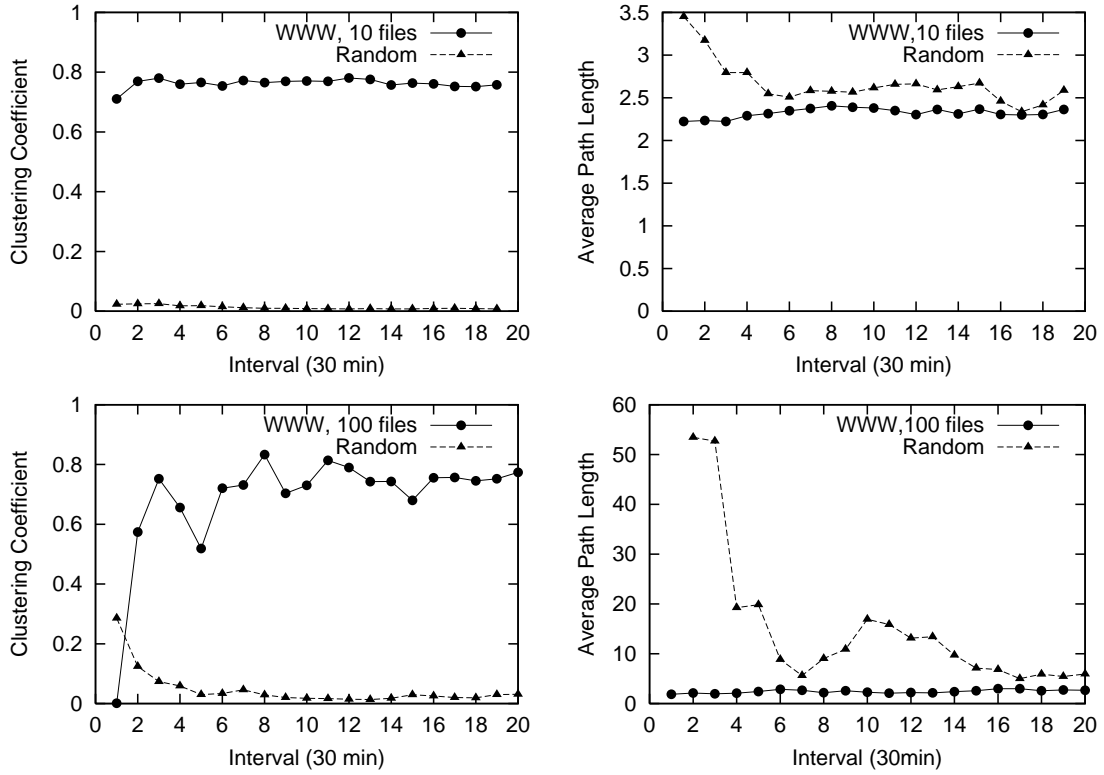 1
0.8
0.6
0.4
0.2
0
Clustering Coefficient
WWW, 10 files
Random
0 2 4 6 8 10 12 14 16 18 20
Interval (30 min)
3.5
3
2.5
2
1.5
1
0.5
0
Average Path Length
WWW, 10 files
Random
0 2 4 6 8 10 12 14 16 18 20
Interval (30 min)
1
0.8
0.6
0.4
0.2
0
Clustering Coefficient
WWW, 100 files
Random
0 2 4 6 8 10 12 14 16 18 20
Interval (30 min)
60
50
40
30
20
10
0
Average Path Length
WWW,100 files
Random
0 2 4 6 8 10 12 14 16 18 20
Interval (30min)